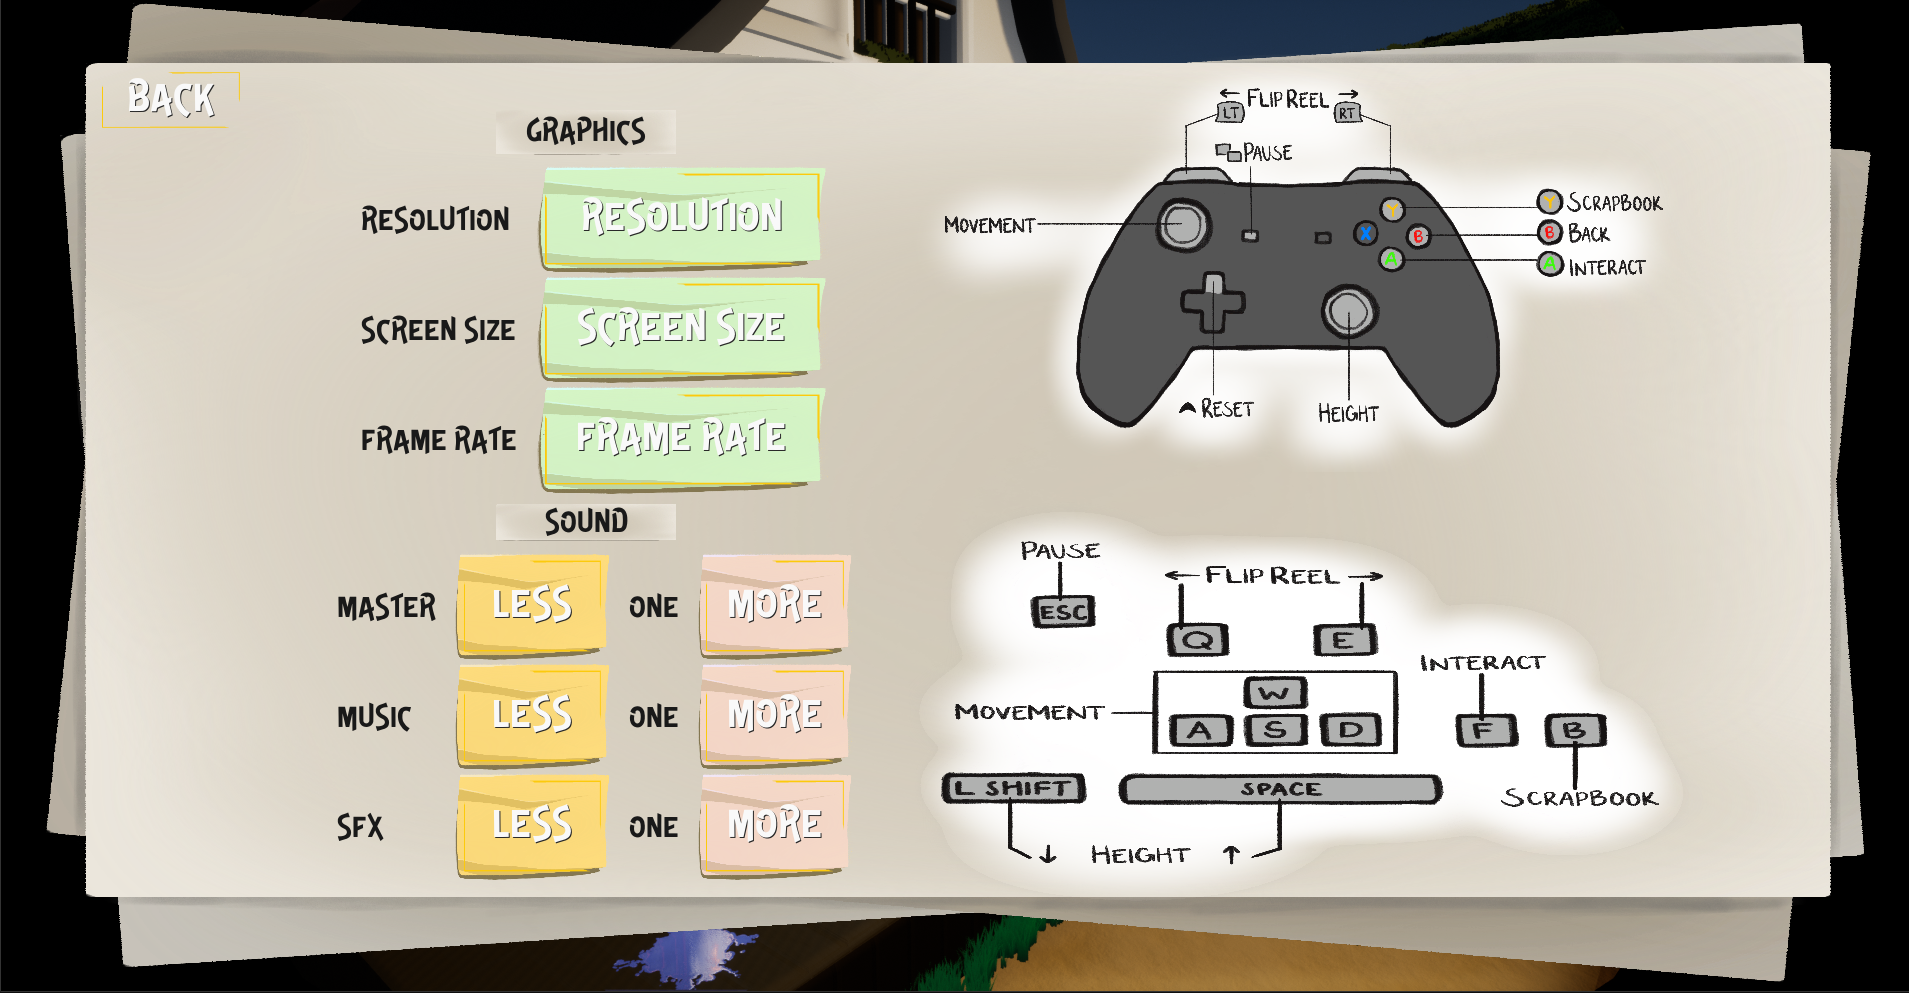 BACK
GRAPHICS
RESOLUTION RESOLUTION
SCREEN SIZE SCREEN SIZE
FRAME RATE FRAME RATE
SOUND
MASTER LESS ONE MORE
MUSIC LESS ONE MORE
SFX LESS ONE MORE
← FLIP REEL →
LT RT
PAUSE
MOVEMENT
Y X B A
Y SCRAPBOOK
B BACK
A INTERACT
RESET
HEIGHT
PAUSE
ESC
← FLIP REEL →
Q E
INTERACT
MOVEMENT
W
A S D F B
L SHIFT SPACE
SCRAPBOOK
↓ HEIGHT ↑